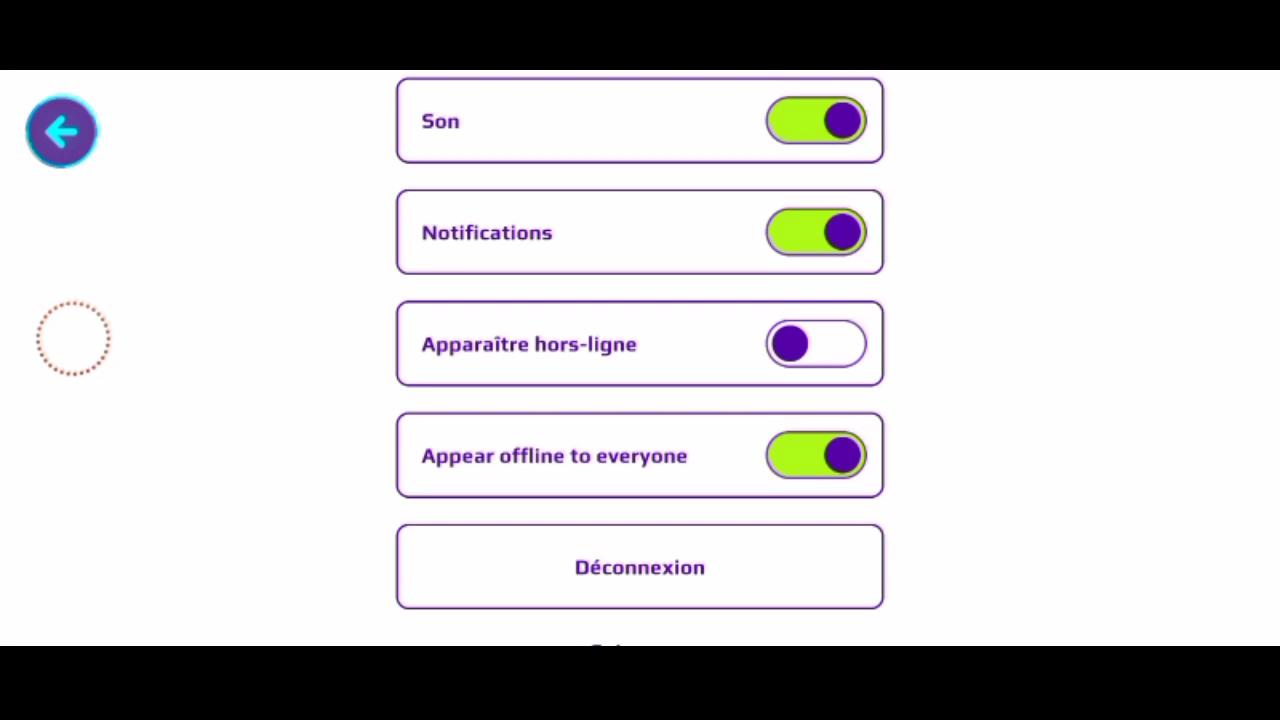 Son
Notifications
Apparaître hors-ligne
Appear offline to everyone
Déconnexion